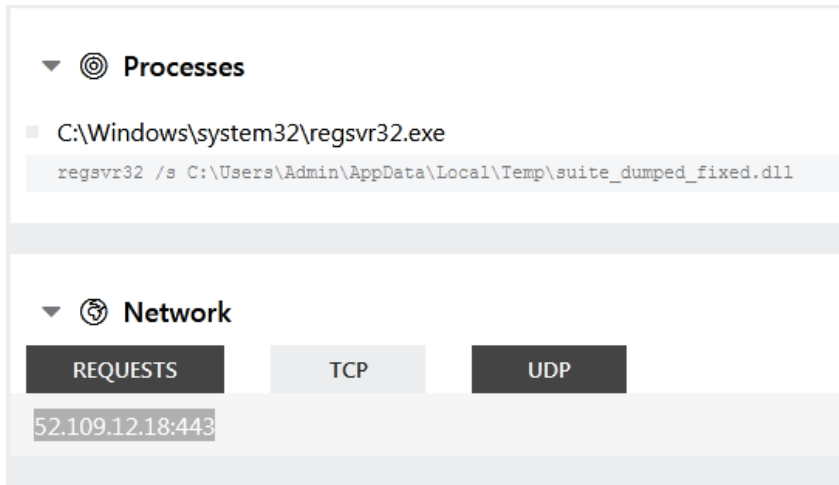 Processes
C:\Windows\system32\regsvr32.exe
regsvr32 /s C:\Users\Admin\AppData\Local\Temp\suite_dumped_fixed.dll
Network
REQUESTS TCP UDP
52.109.12.18:443